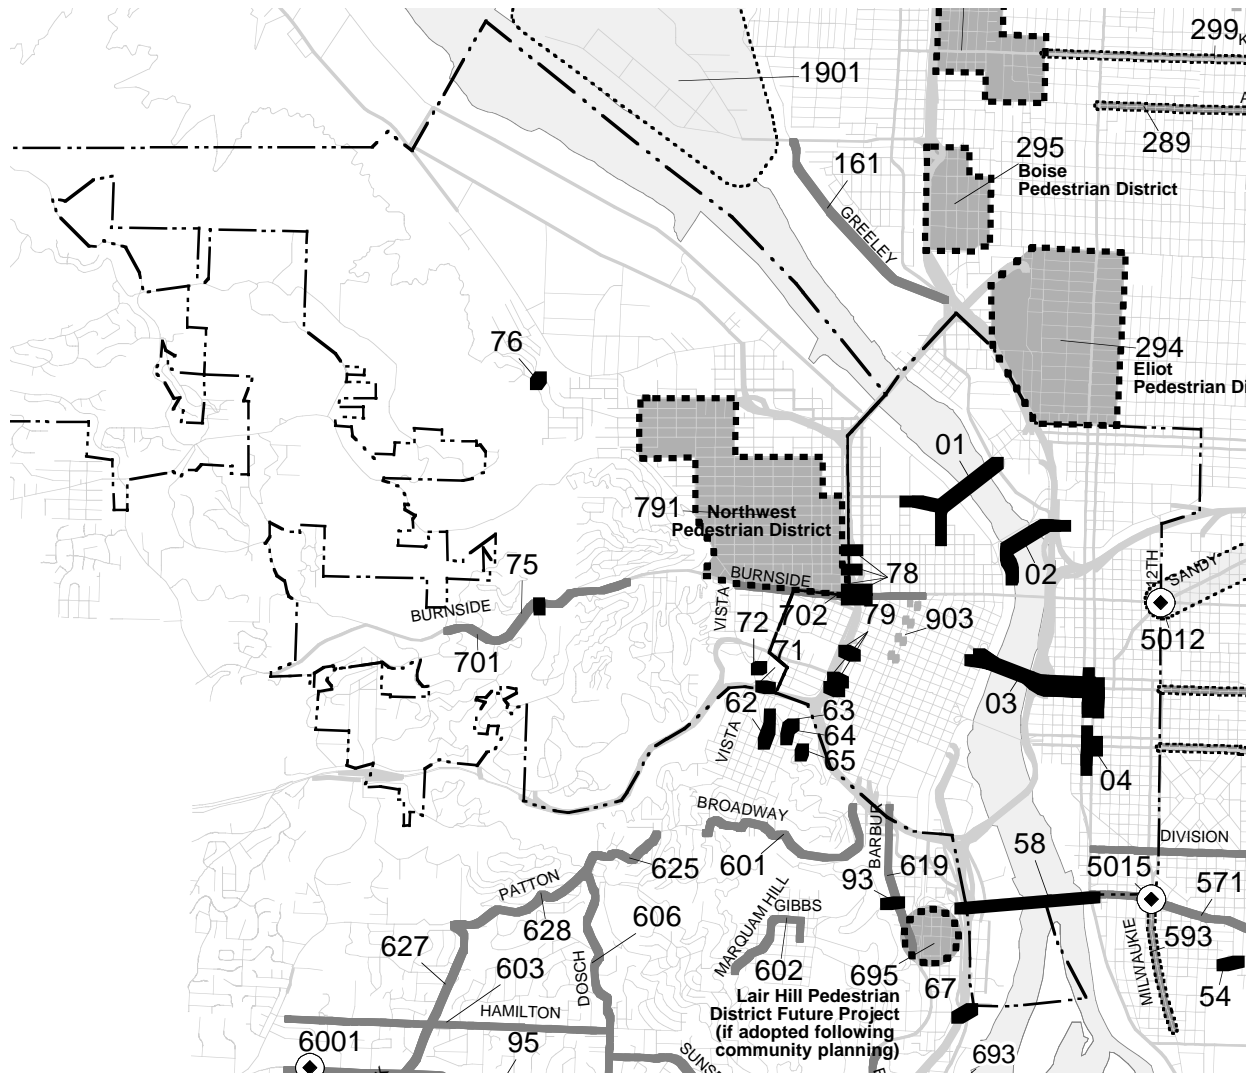 299
K
1901
289
295
Boise
Pedestrian District
161
GREELEY
294
Eliot
Pedestrian Di
76
01
791
Northwest
Pedestrian District
75
78
02
12TH
SANDY
BURNSIDE
BURNSIDE
VISTA
702
79
903
5012
72
71
701
62
63
03
VISTA
64
65
04
BROADWAY
BARBUR
58
DIVISION
601
619
5015
625
93
571
PATTON
MARQUAM HILL
GIBBS
606
628
593
627
603
DOSCH
602
695
67
MILWAUKIE
54
Lair Hill Pedestrian
District Future Project
(if adopted following
community planning)
HAMILTON
6001
95
SUNS
693